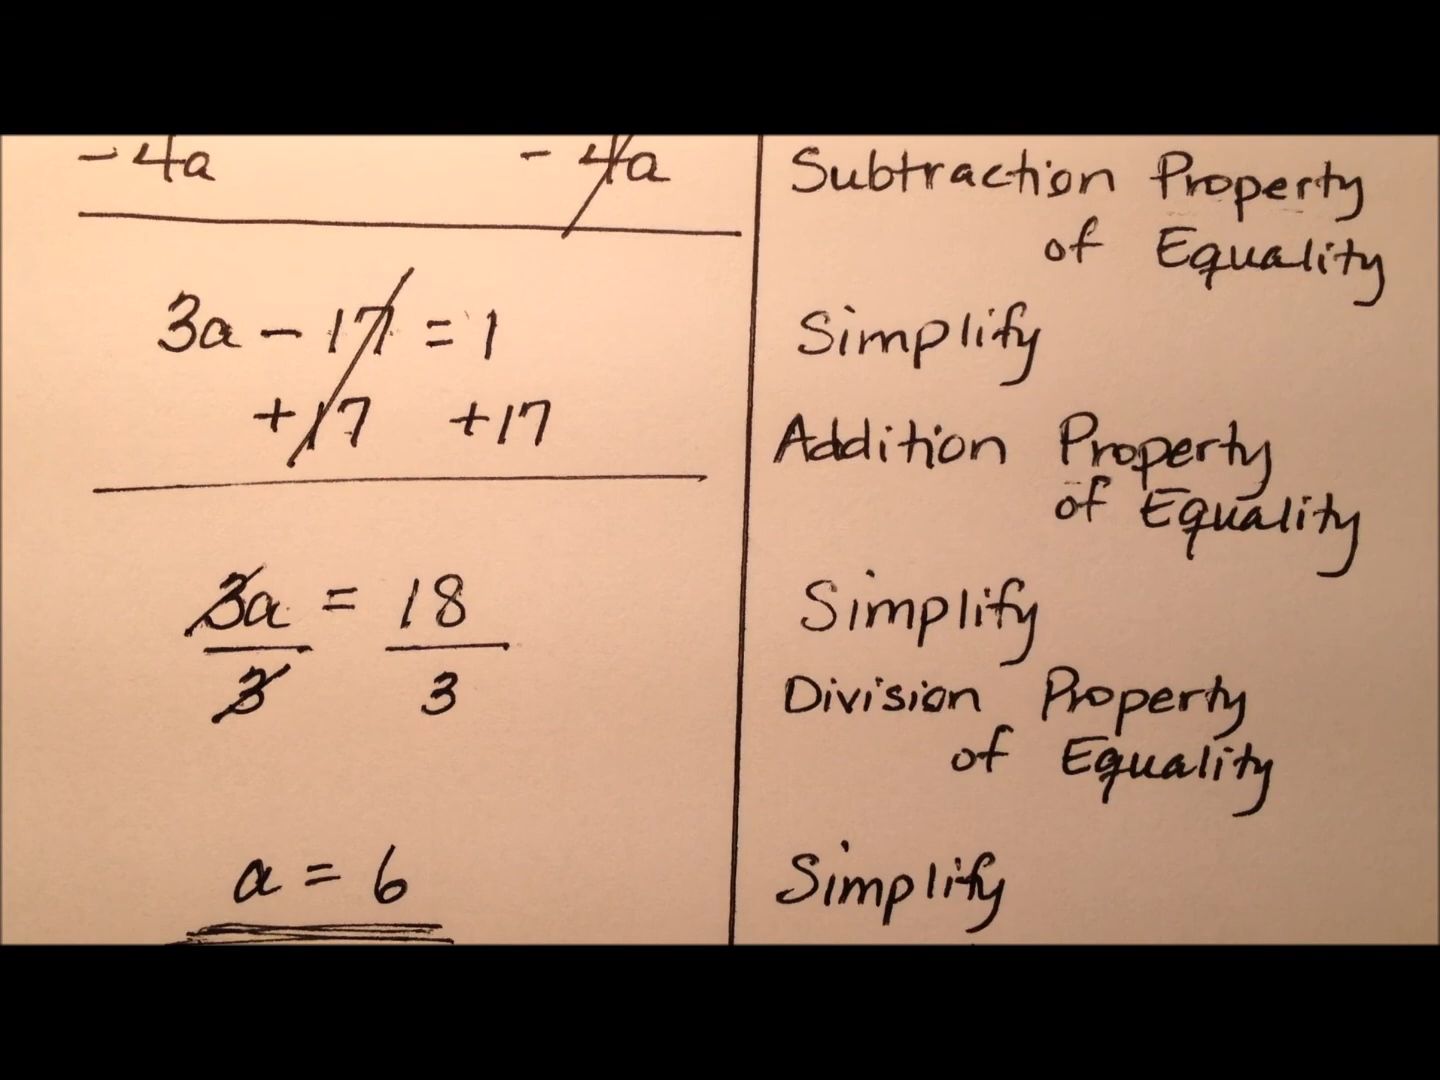 -4a - 4a Subtraction Property
of Equality
3a - 17 = 1 Simplify
+17 +17 Addition Property
of Equality
3a = 18 Simplify
3 3 Division Property
of Equality
a = 6 Simplify